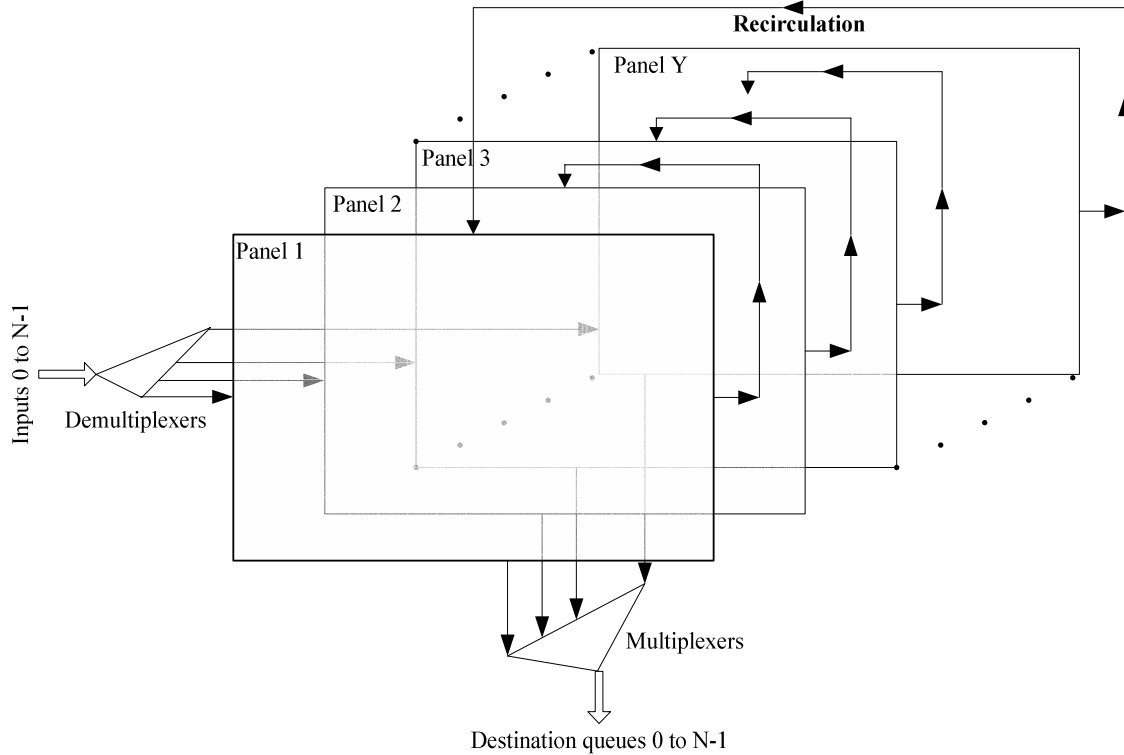 Recirculation
Panel Y
Panel 3
Panel 2
Panel 1
Inputs 0 to N-1
Demultiplexers
Multiplexers
Destination queues 0 to N-1